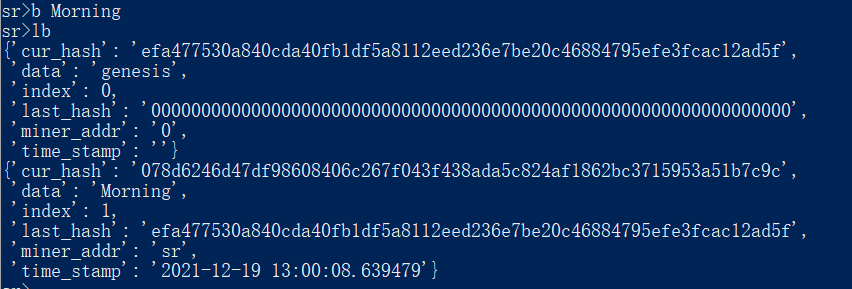 sr>b Morning
sr>lb
{'cur_hash': 'efa477530a840cda40fb1df5a8112eed236e7be20c46884795efe3fcac12ad5f',
'data': 'genesis',
'index': 0,
'last_hash': '0000000000000000000000000000000000000000000000000000000000000000',
'miner_addr': '0',
'time_stamp': ''}
{'cur_hash': '078d6246d47df98608406c267f043f438ada5c824af1862bc3715953a51b7c9c',
'data': 'Morning',
'index': 1,
'last_hash': 'efa477530a840cda40fb1df5a8112eed236e7be20c46884795efe3fcac12ad5f',
'miner_addr': 'sr',
'time_stamp': '2021-12-19 13:00:08.639479'}
sr>